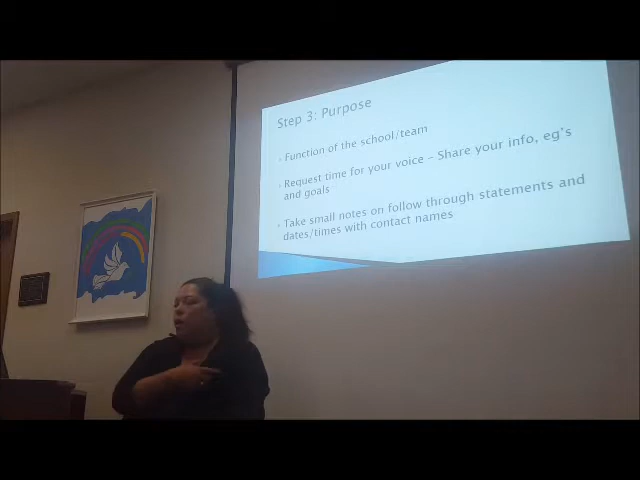 Step 3: Purpose
Function of the school/team
Request time for your voice – Share your info, eg's
and goals
Take small notes on follow through statements and
dates/times with contact names